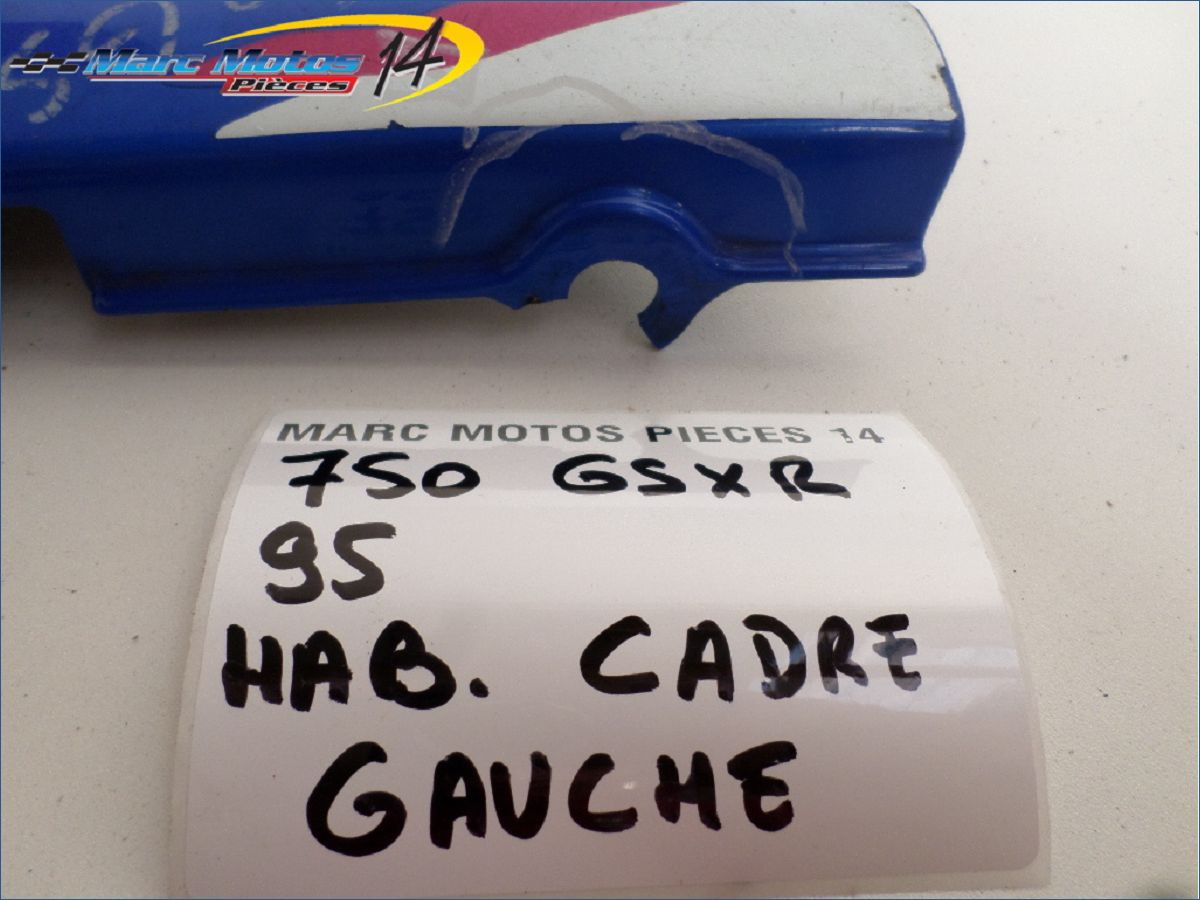 Marc Motos 14
Pièces
MARC MOTOS PIECES 14
750 GSXR
95
HAB. CADRE
GAUCHE